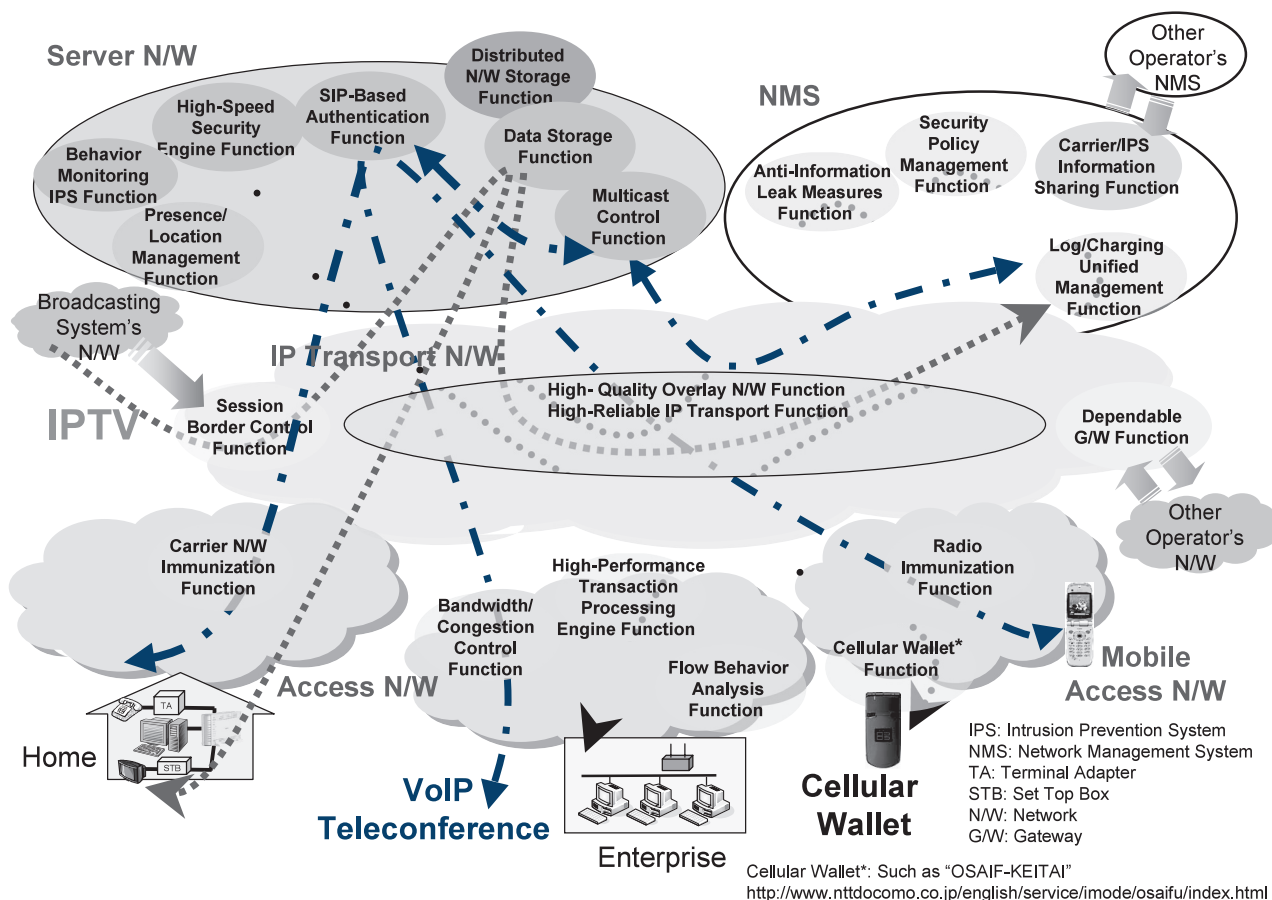 Server N/W
Distributed
N/W Storage
Function
High-Speed
Security
Engine Function
SIP-Based
Authentication
Function
Data Storage
Function
Behavior
Monitoring
IPS Function
Presence/
Location
Management
Function
Multicast
Control
Function
Other
Operator's
NMS
NMS
Security
Policy
Management
Function
Anti-Information
Leak Measures
Function
Carrier/IPS
Information
Sharing Function
Log/Charging
Unified
Management
Function
Broadcasting
System's
N/W
IP Transport N/W
High- Quality Overlay N/W Function
High-Reliable IP Transport Function
IPTV
Session
Border Control
Function
Dependable
G/W Function
Other
Operator's
N/W
Carrier N/W
Immunization
Function
High-Performance
Transaction
Processing
Engine Function
Bandwidth/
Congestion
Control
Function
Flow Behavior
Analysis
Function
Radio
Immunization
Function
Cellular Wallet*
Function
Access N/W
Mobile
Access N/W
TA
STB
Home
VoIP
Teleconference
Enterprise
Cellular
Wallet
IPS: Intrusion Prevention System
NMS: Network Management System
TA: Terminal Adapter
STB: Set Top Box
N/W: Network
G/W: Gateway
Cellular Wallet*: Such as “OSAIF-KEITAI”
http://www.nttdocomo.co.jp/english/service/imode/osaifu/index.html